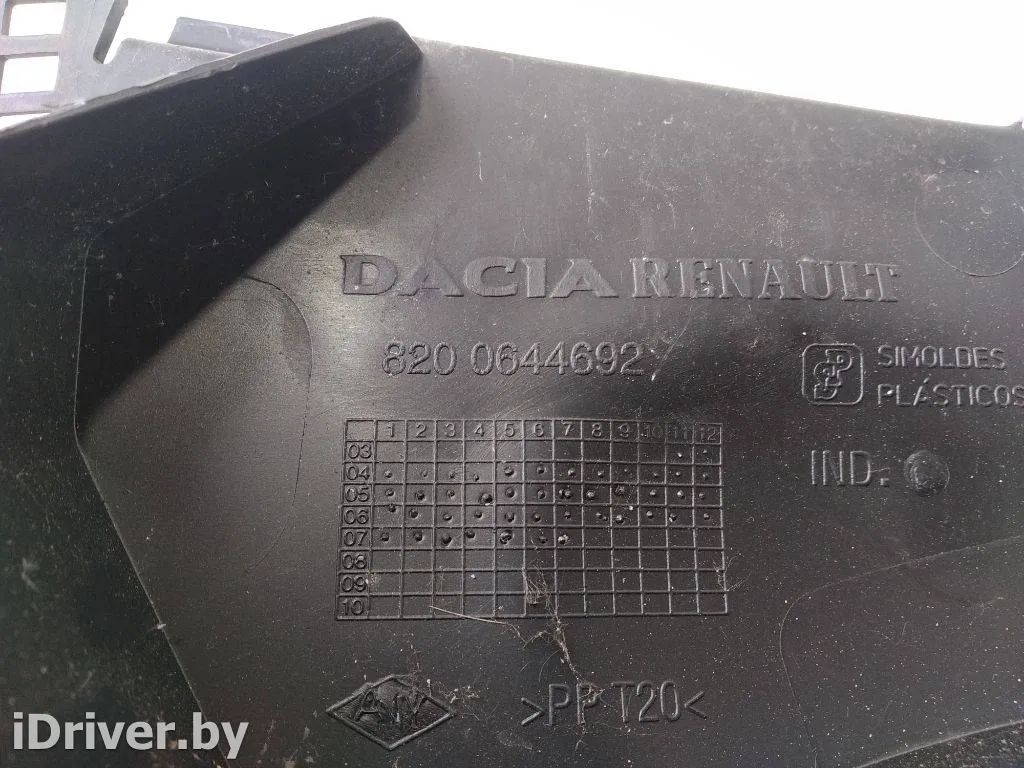 DACIA RENAULT
820 0644692
SIMOLDES
PLÁSTICOS
1 2 3 4 5 6 7 8 9 10 11 12
03
04
05
06
07
08
09
10
IND.
>PP T20<
iDriver.by